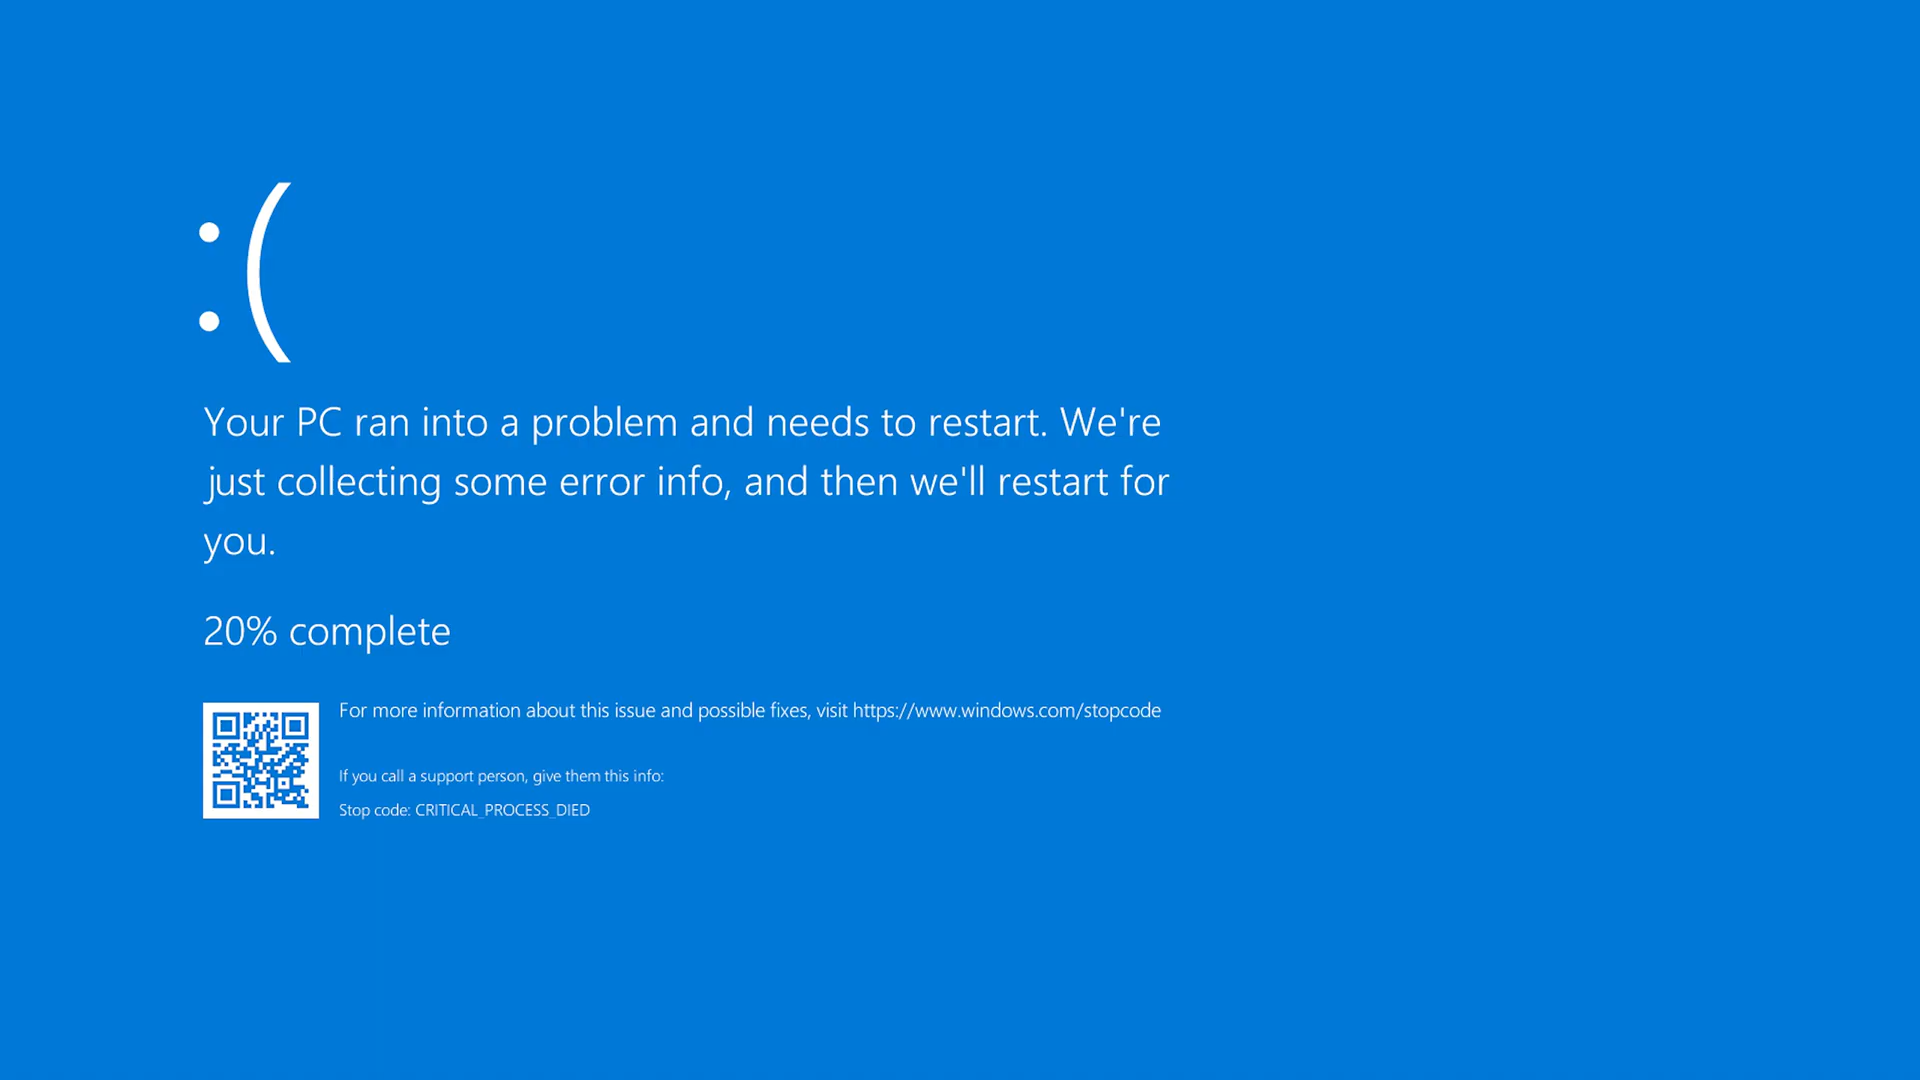 :(
Your PC ran into a problem and needs to restart. We're
just collecting some error info, and then we'll restart for
you.
20% complete
For more information about this issue and possible fixes, visit https://www.windows.com/stopcode
If you call a support person, give them this info:
Stop code: CRITICAL_PROCESS_DIED